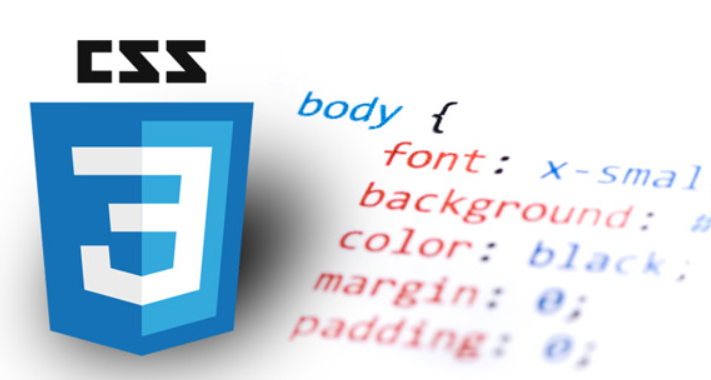 CSS
3
body {
font: x-smal
background: #
color: black;
margin: 0;
padding: 0;